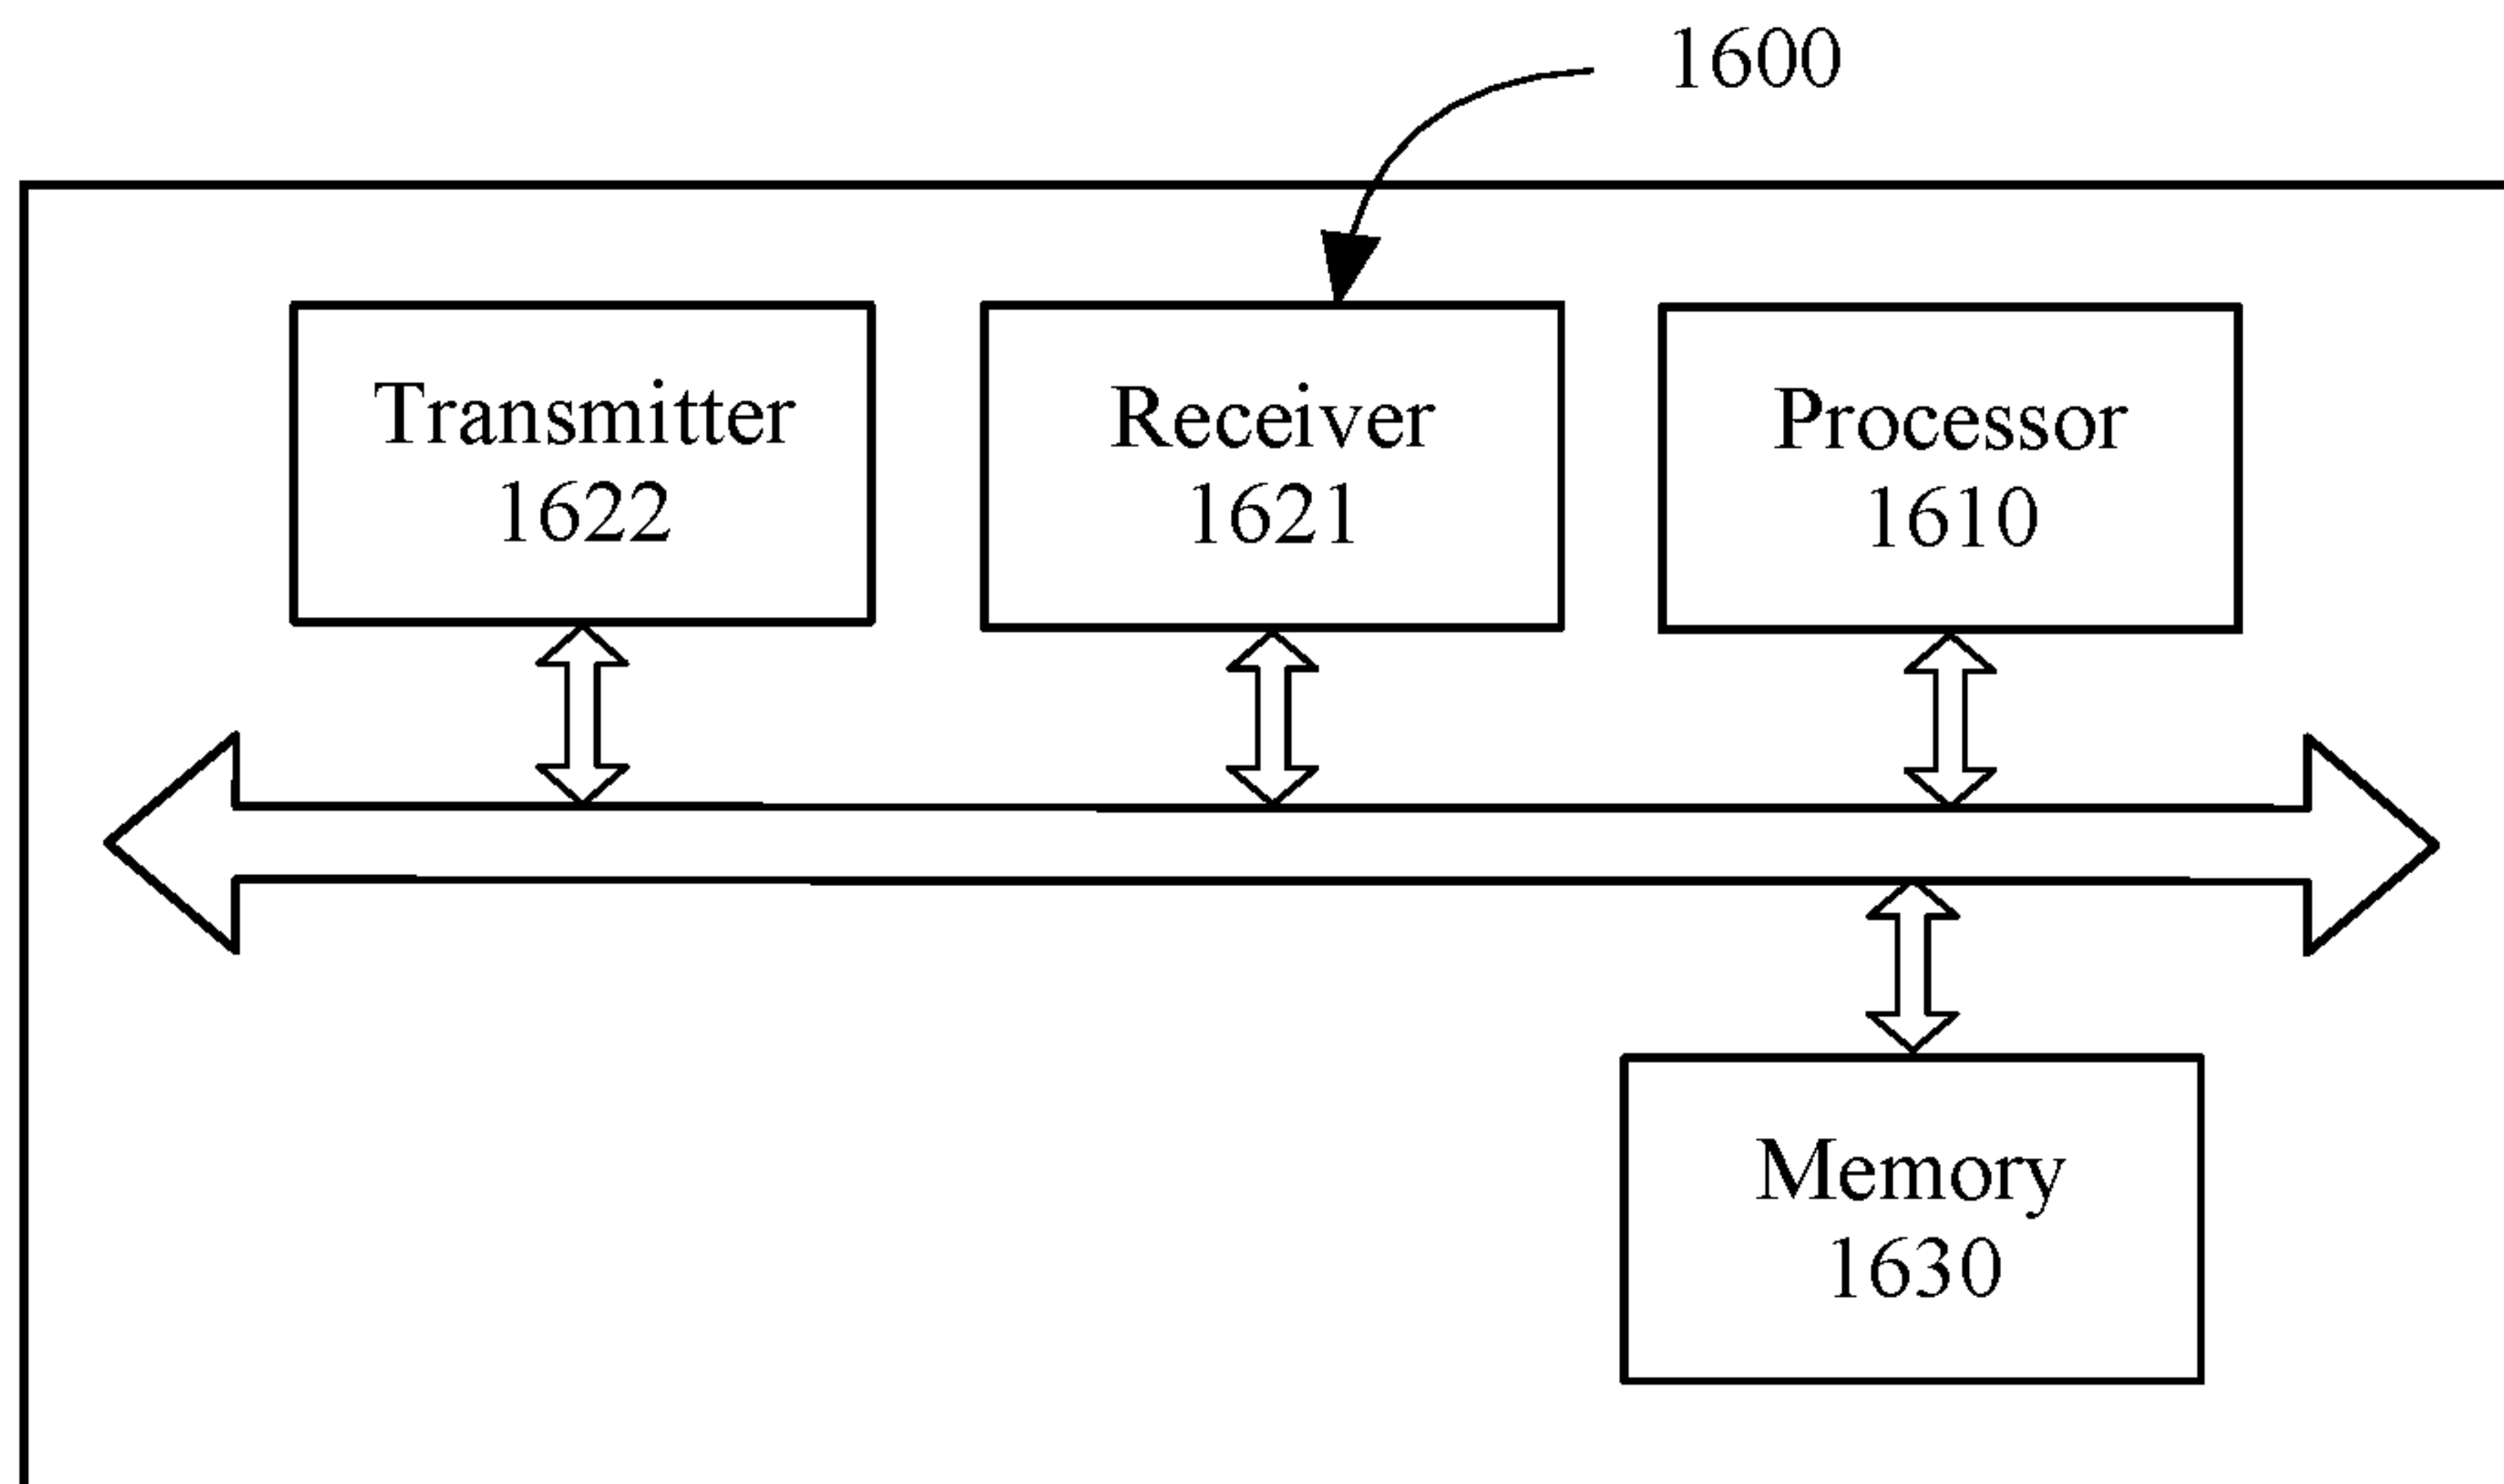 1600
Transmitter
1622
Receiver
1621
Processor
1610
Memory
1630